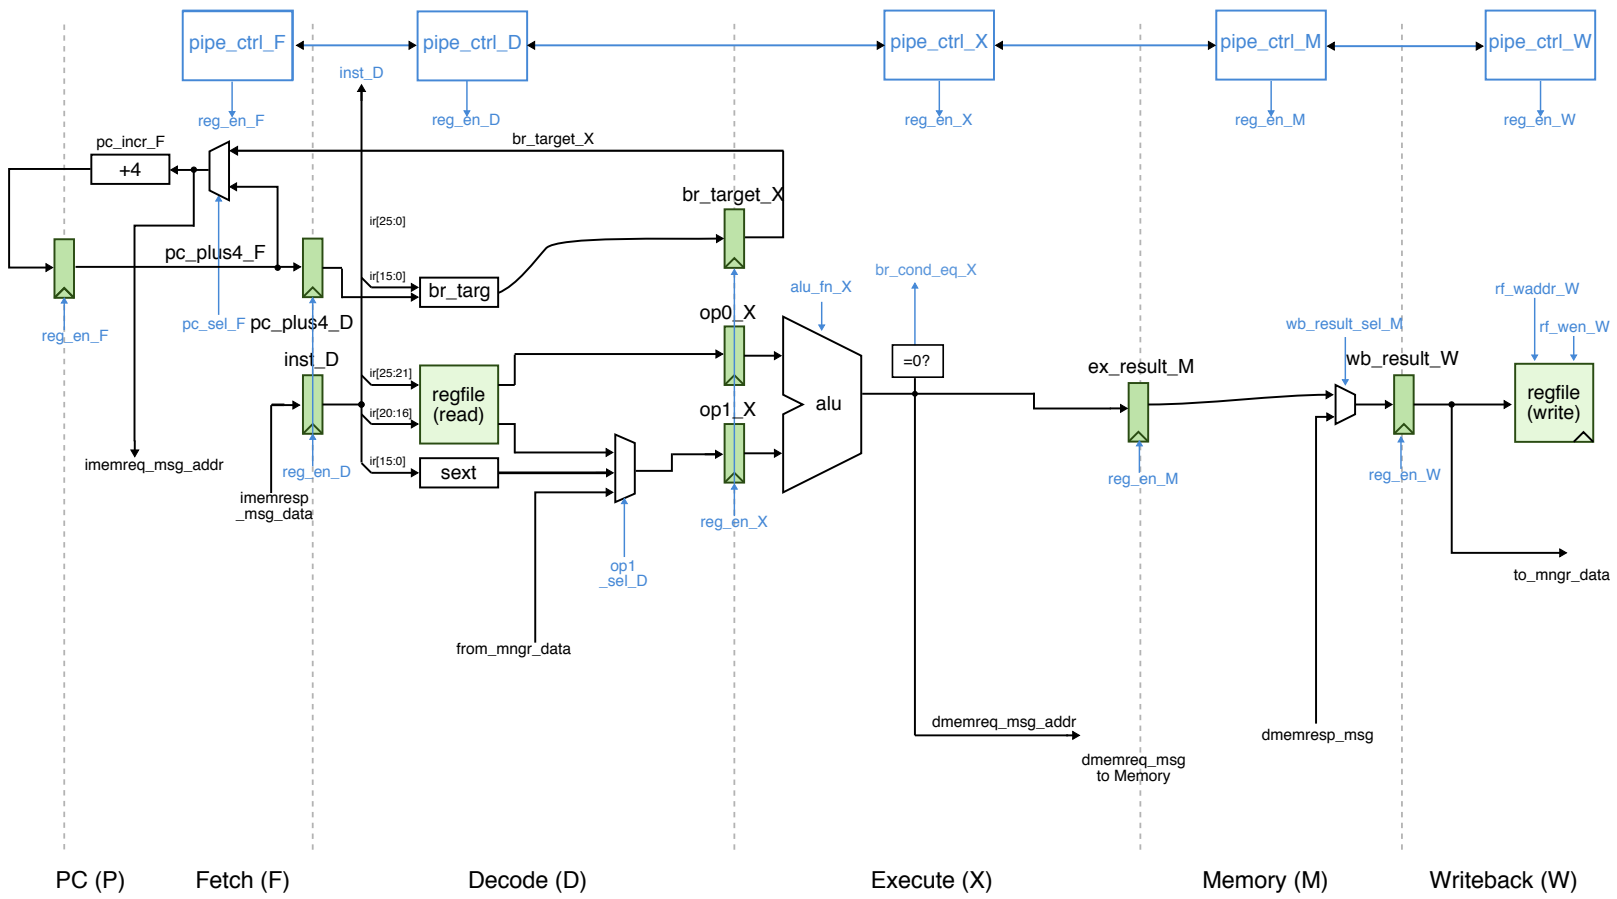 pipe_ctrl_F
pipe_ctrl_D
pipe_ctrl_X
pipe_ctrl_M
pipe_ctrl_W
inst_D
reg_en_F
reg_en_D
reg_en_X
reg_en_M
reg_en_W
pc_incr_F
+4
br_target_X
br_target_X
ir[25:0]
pc_plus4_F
ir[15:0]
br_targ
br_cond_eq_X
alu_fn_X
rf_waddr_W
reg_en_F
pc_sel_F
pc_plus4_D
op0_X
wb_result_sel_M
rf_wen_W
inst_D
=0?
ex_result_M
wb_result_W
ir[25:21]
regfile
(read)
ir[20:16]
op1_X
alu
regfile
(write)
imemreq_msg_addr
reg_en_D
ir[15:0]
sext
reg_en_M
reg_en_W
imemresp
_msg_data
reg_en_X
op1
_sel_D
to_mngr_data
from_mngr_data
dmemreq_msg_addr
dmemresp_msg
dmemreq_msg
to Memory
PC (P)
Fetch (F)
Decode (D)
Execute (X)
Memory (M)
Writeback (W)